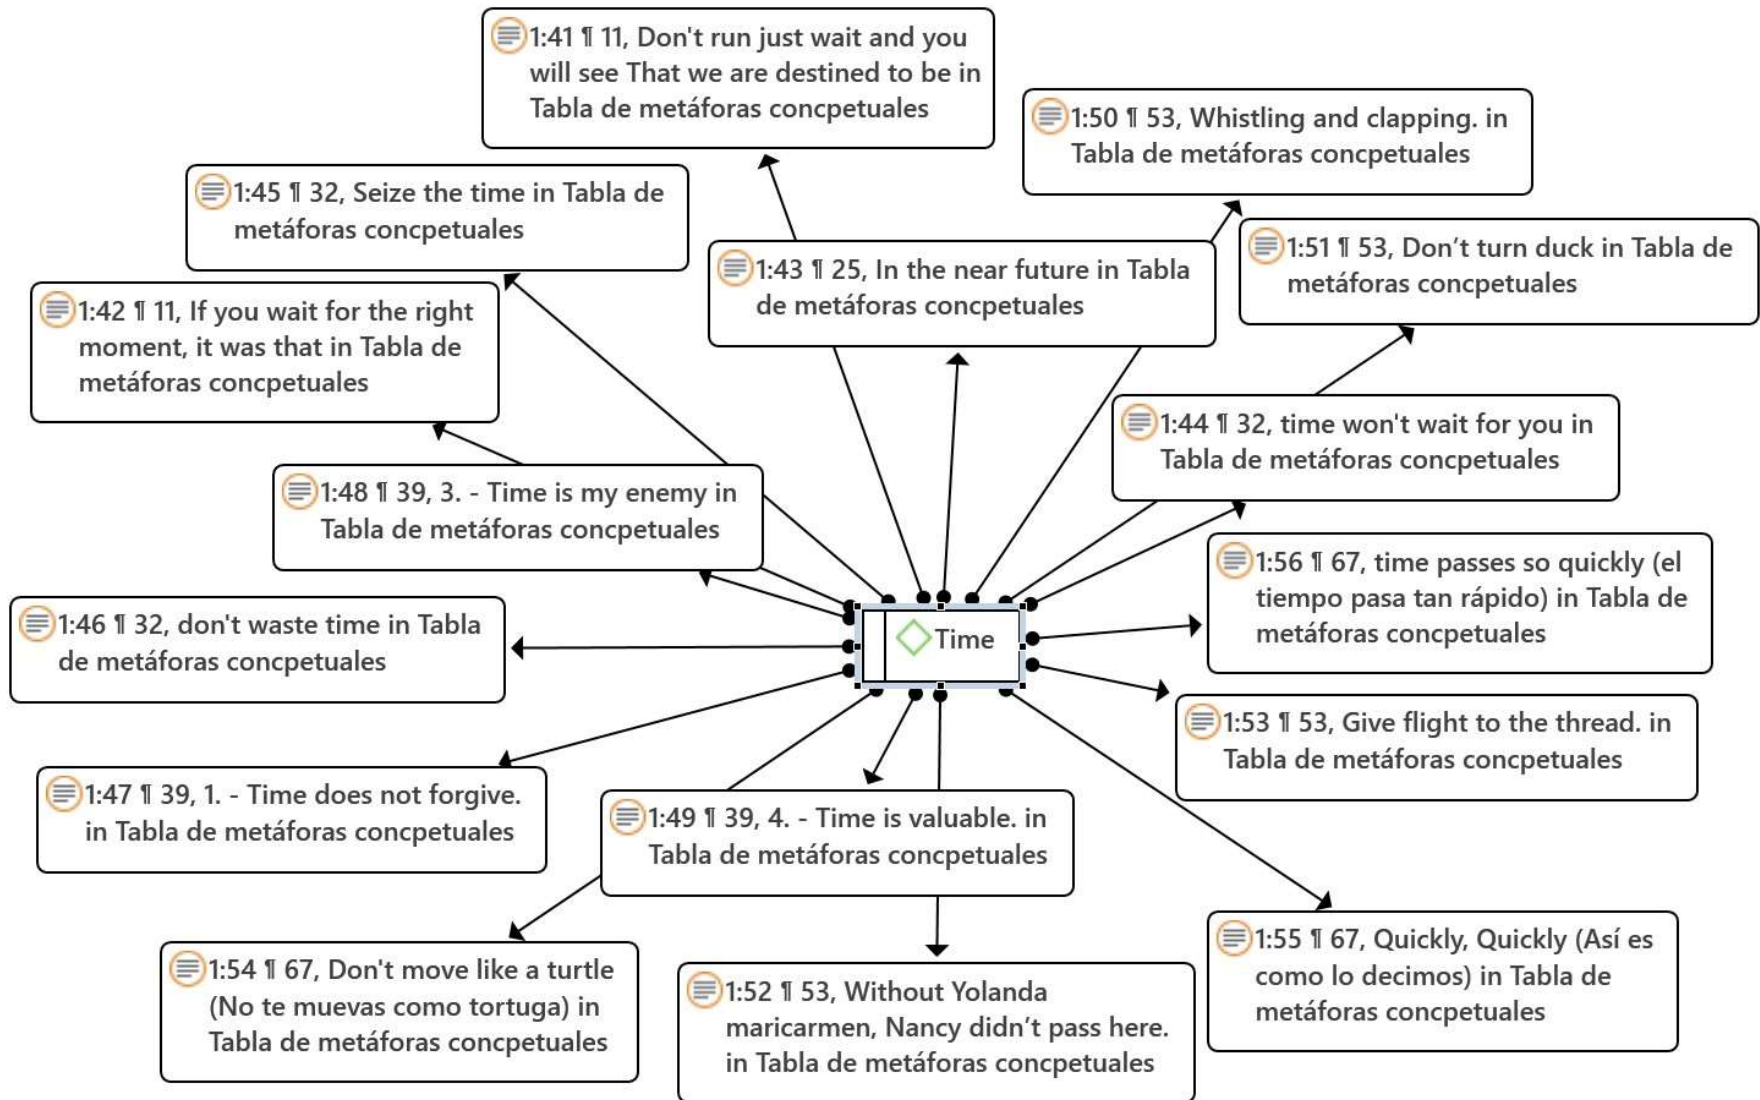 1:41 ¶ 11, Don't run just wait and you
will see That we are destined to be in
Tabla de metáforas concpetuales
1:50 ¶ 53, Whistling and clapping. in
Tabla de metáforas concpetuales
1:45 ¶ 32, Seize the time in Tabla de
metáforas concpetuales
1:51 ¶ 53, Don’t turn duck in Tabla de
metáforas concpetuales
1:43 ¶ 25, In the near future in Tabla
de metáforas concpetuales
1:42 ¶ 11, If you wait for the right
moment, it was that in Tabla de
metáforas concpetuales
1:44 ¶ 32, time won't wait for you in
Tabla de metáforas concpetuales
1:48 ¶ 39, 3. - Time is my enemy in
Tabla de metáforas concpetuales
1:56 ¶ 67, time passes so quickly (el
tiempo pasa tan rápido) in Tabla de
metáforas concpetuales
1:46 ¶ 32, don't waste time in Tabla
de metáforas concpetuales
Time
1:53 ¶ 53, Give flight to the thread. in
Tabla de metáforas concpetuales
1:47 ¶ 39, 1. - Time does not forgive.
in Tabla de metáforas concpetuales
1:49 ¶ 39, 4. - Time is valuable. in
Tabla de metáforas concpetuales
1:55 ¶ 67, Quickly, Quickly (Así es
como lo decimos) in Tabla de
metáforas concpetuales
1:54 ¶ 67, Don't move like a turtle
(No te muevas como tortuga) in
Tabla de metáforas concpetuales
1:52 ¶ 53, Without Yolanda
maricarmen, Nancy didn’t pass here.
in Tabla de metáforas concpetuales